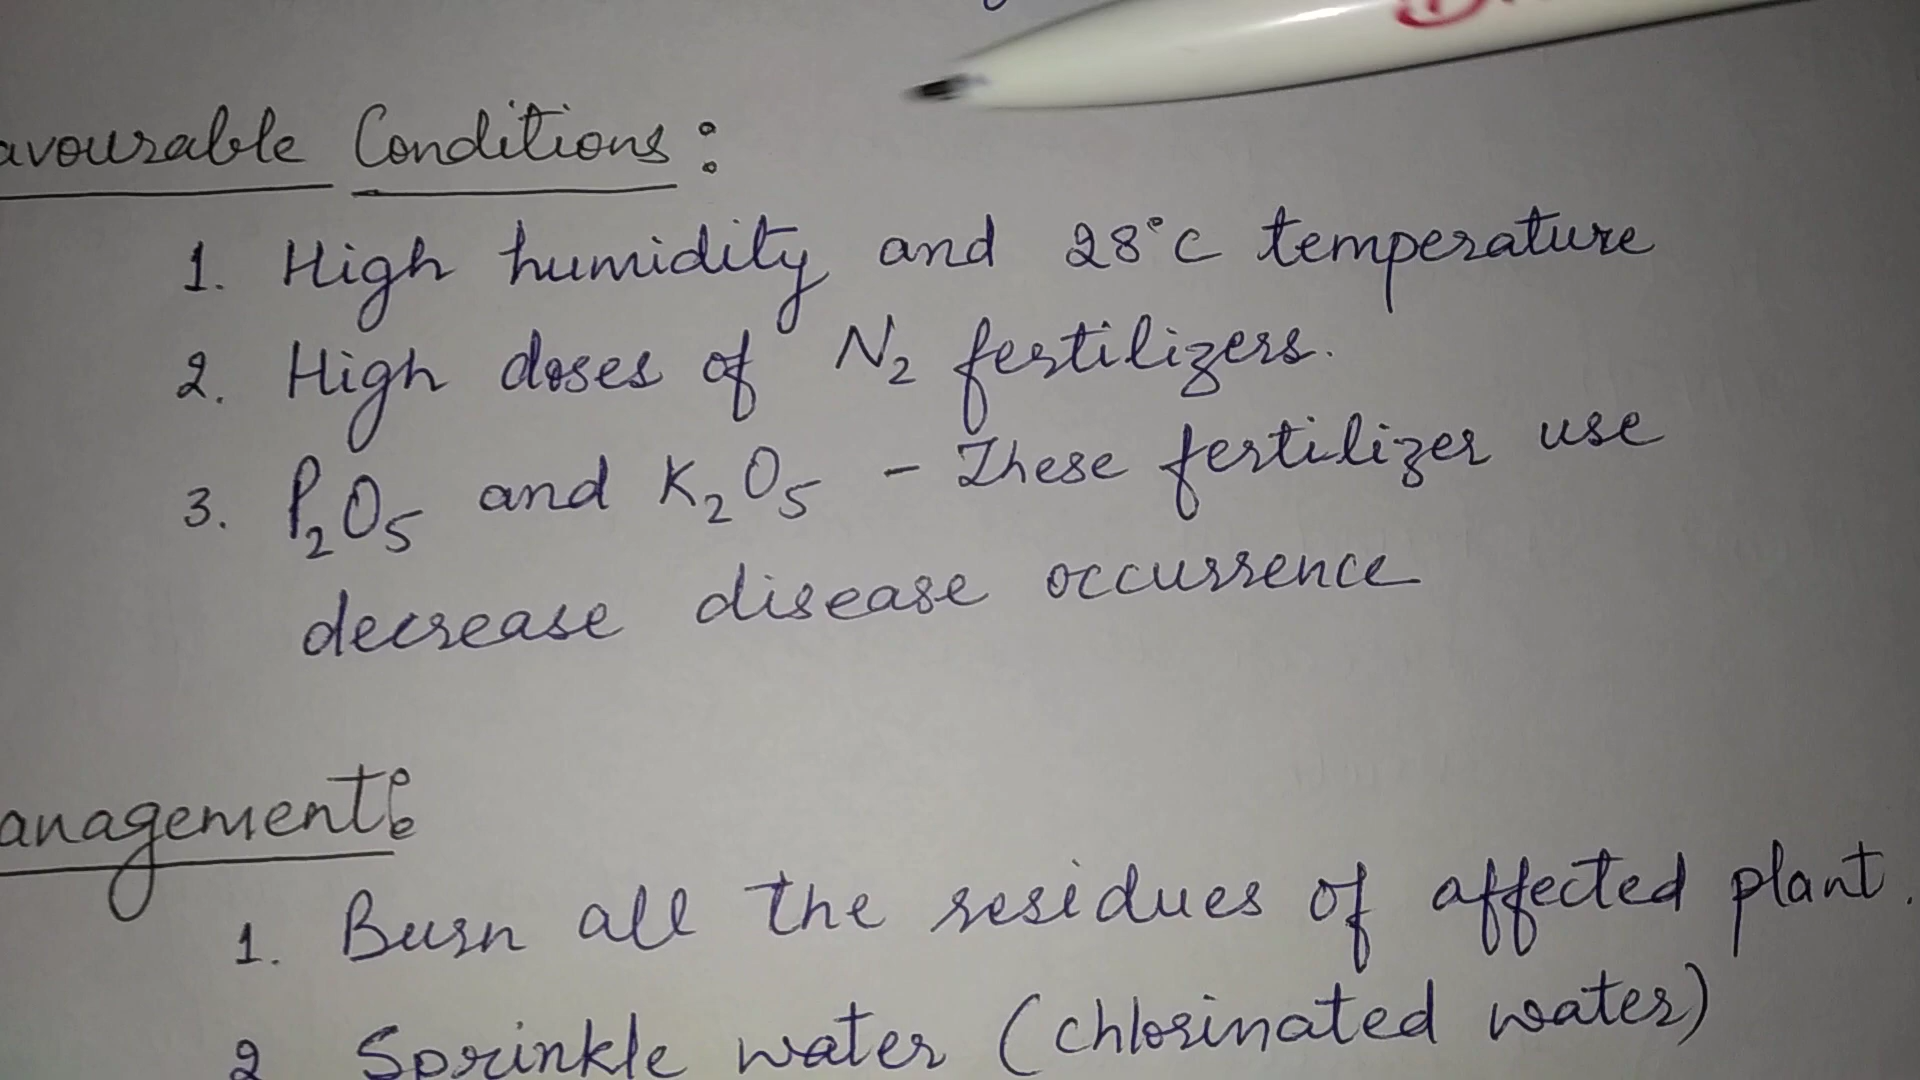 avourable Conditions:
1. High humidity and 28°C temperature
2. High doses of N₂ fertilizers.
3. P₂O₅ and K₂O₅ - These fertilizer use
decrease disease occurrence
anagement:
1. Burn all the residues of affected plant.
2 Sprinkle water (chlorinated water)